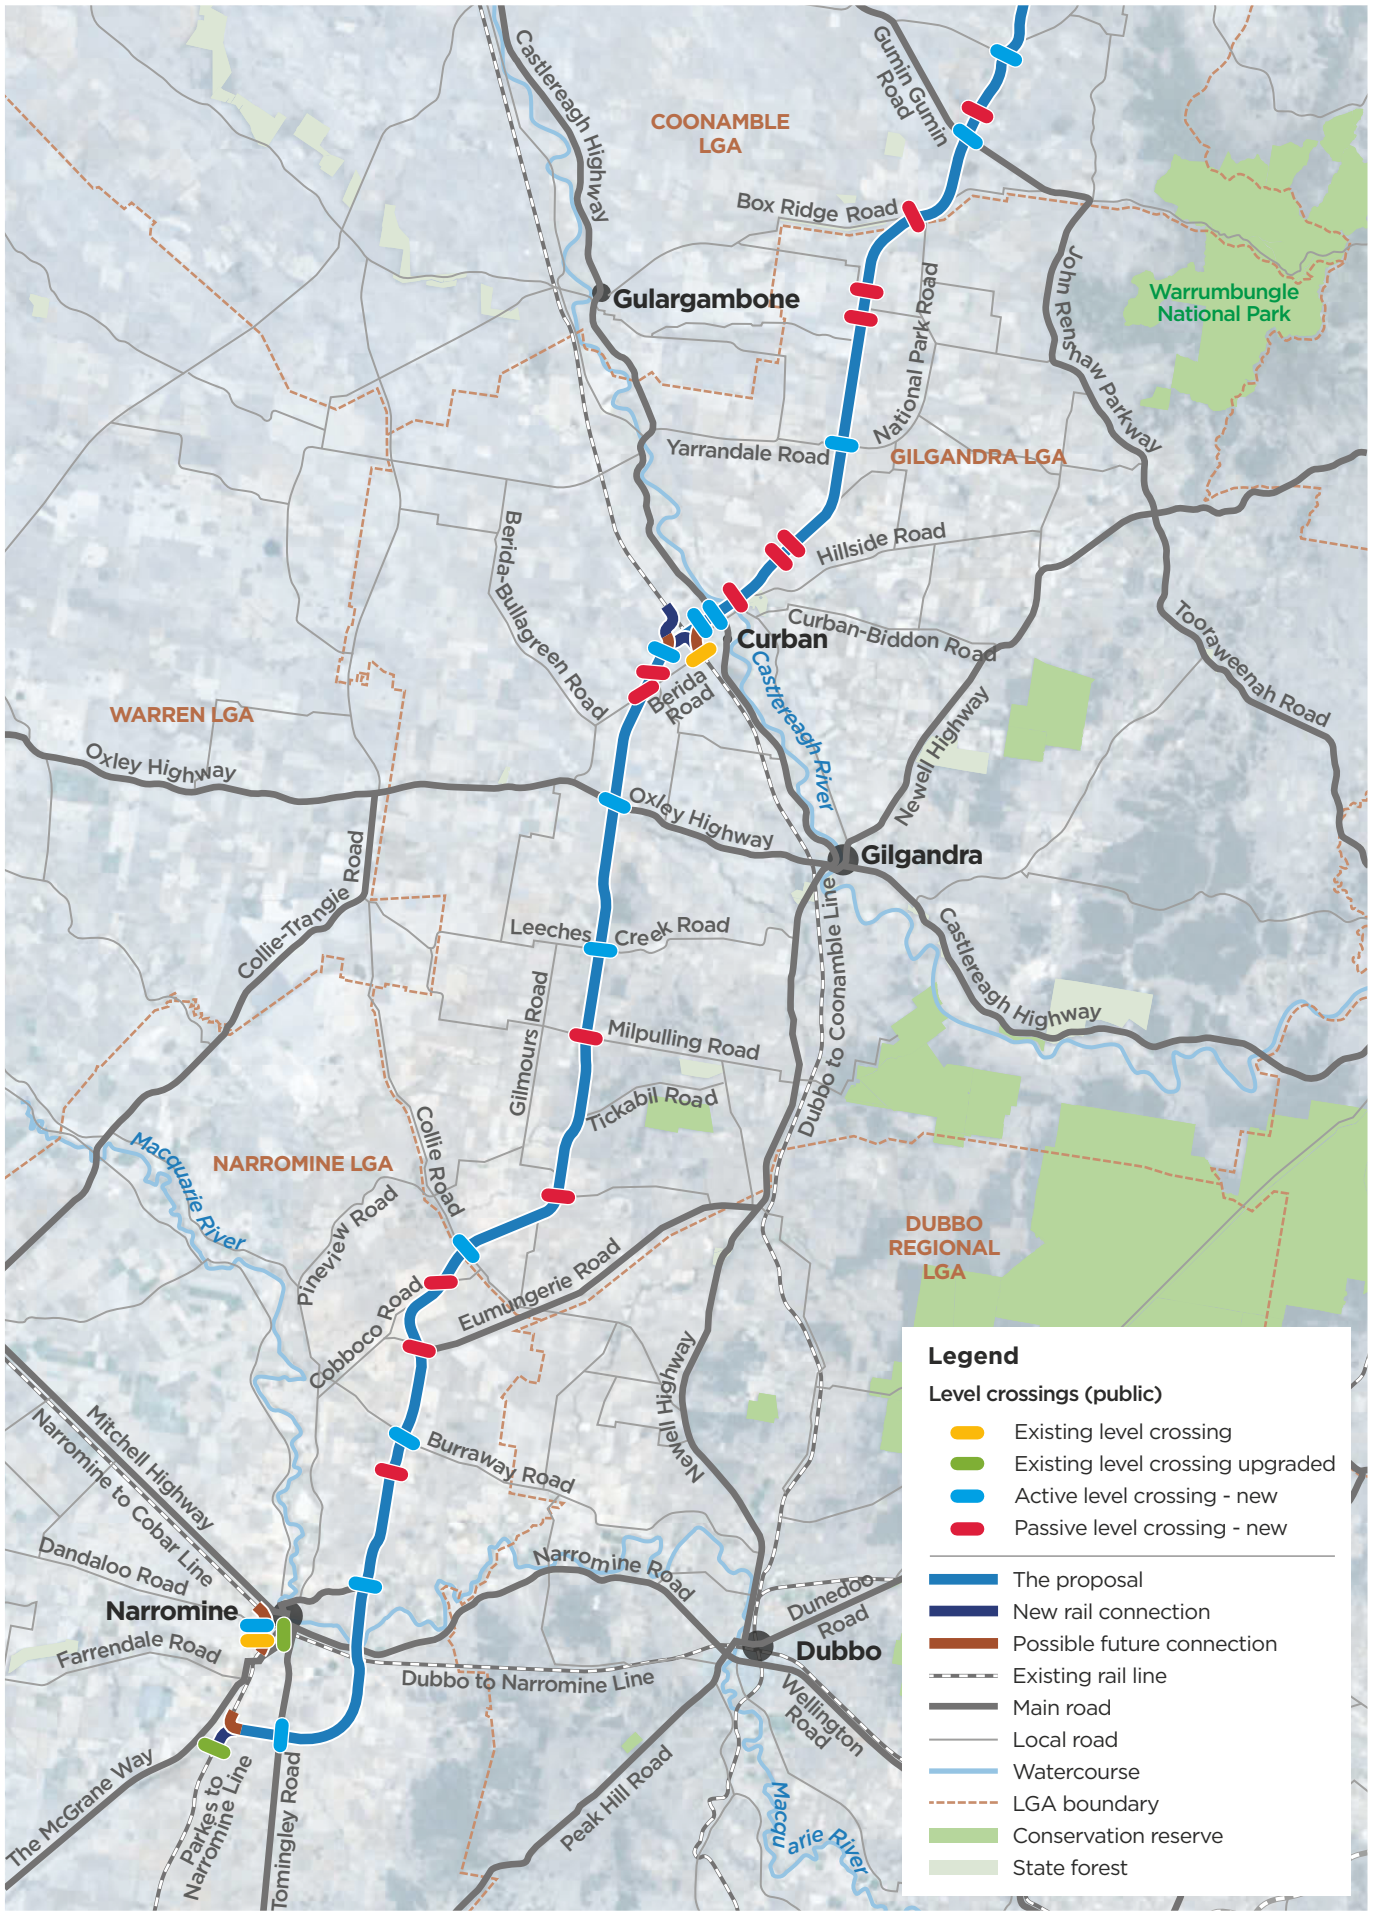 Castlereagh Highway
Gumin Gumin
Road
COONAMBLE
LGA
Box Ridge Road
John Renshaw Parkway
Gulargambone
National Park Road
Warrumbungle
National Park
Yarrandale Road
GILGANDRA LGA
Berida-Bullagreen Road
Hillside Road
Curban-Biddon Road
Curban
Tooraweenah Road
Castlereagh River
Berida
Road
WARREN LGA
Newell Highway
Oxley Highway
Oxley Highway
Gilgandra
Collie-Trangie Road
Leeches Creek Road
Dubbo to Coonamble Line
Castlereagh Highway
Gilmours Road
Milpulling Road
Tickabil Road
Collie Road
Macquarie River
NARROMINE LGA
Pineview Road
DUBBO
REGIONAL
LGA
Eumungerie Road
Cobboco Road
Newell Highway
Mitchell Highway
Narromine to Cobar Line
Burraway Road
Dandaloo Road
Narromine Road
Narromine
Farrendale Road
Dunedoo
Road
Dubbo
Dubbo to Narromine Line
Wellington
Road
The McGrane Way
Parkes to
Narromine Line
Tomingley Road
Peak Hill Road
Macquarie River
Legend
Level crossings (public)
Existing level crossing
Existing level crossing upgraded
Active level crossing - new
Passive level crossing - new
The proposal
New rail connection
Possible future connection
Existing rail line
Main road
Local road
Watercourse
LGA boundary
Conservation reserve
State forest